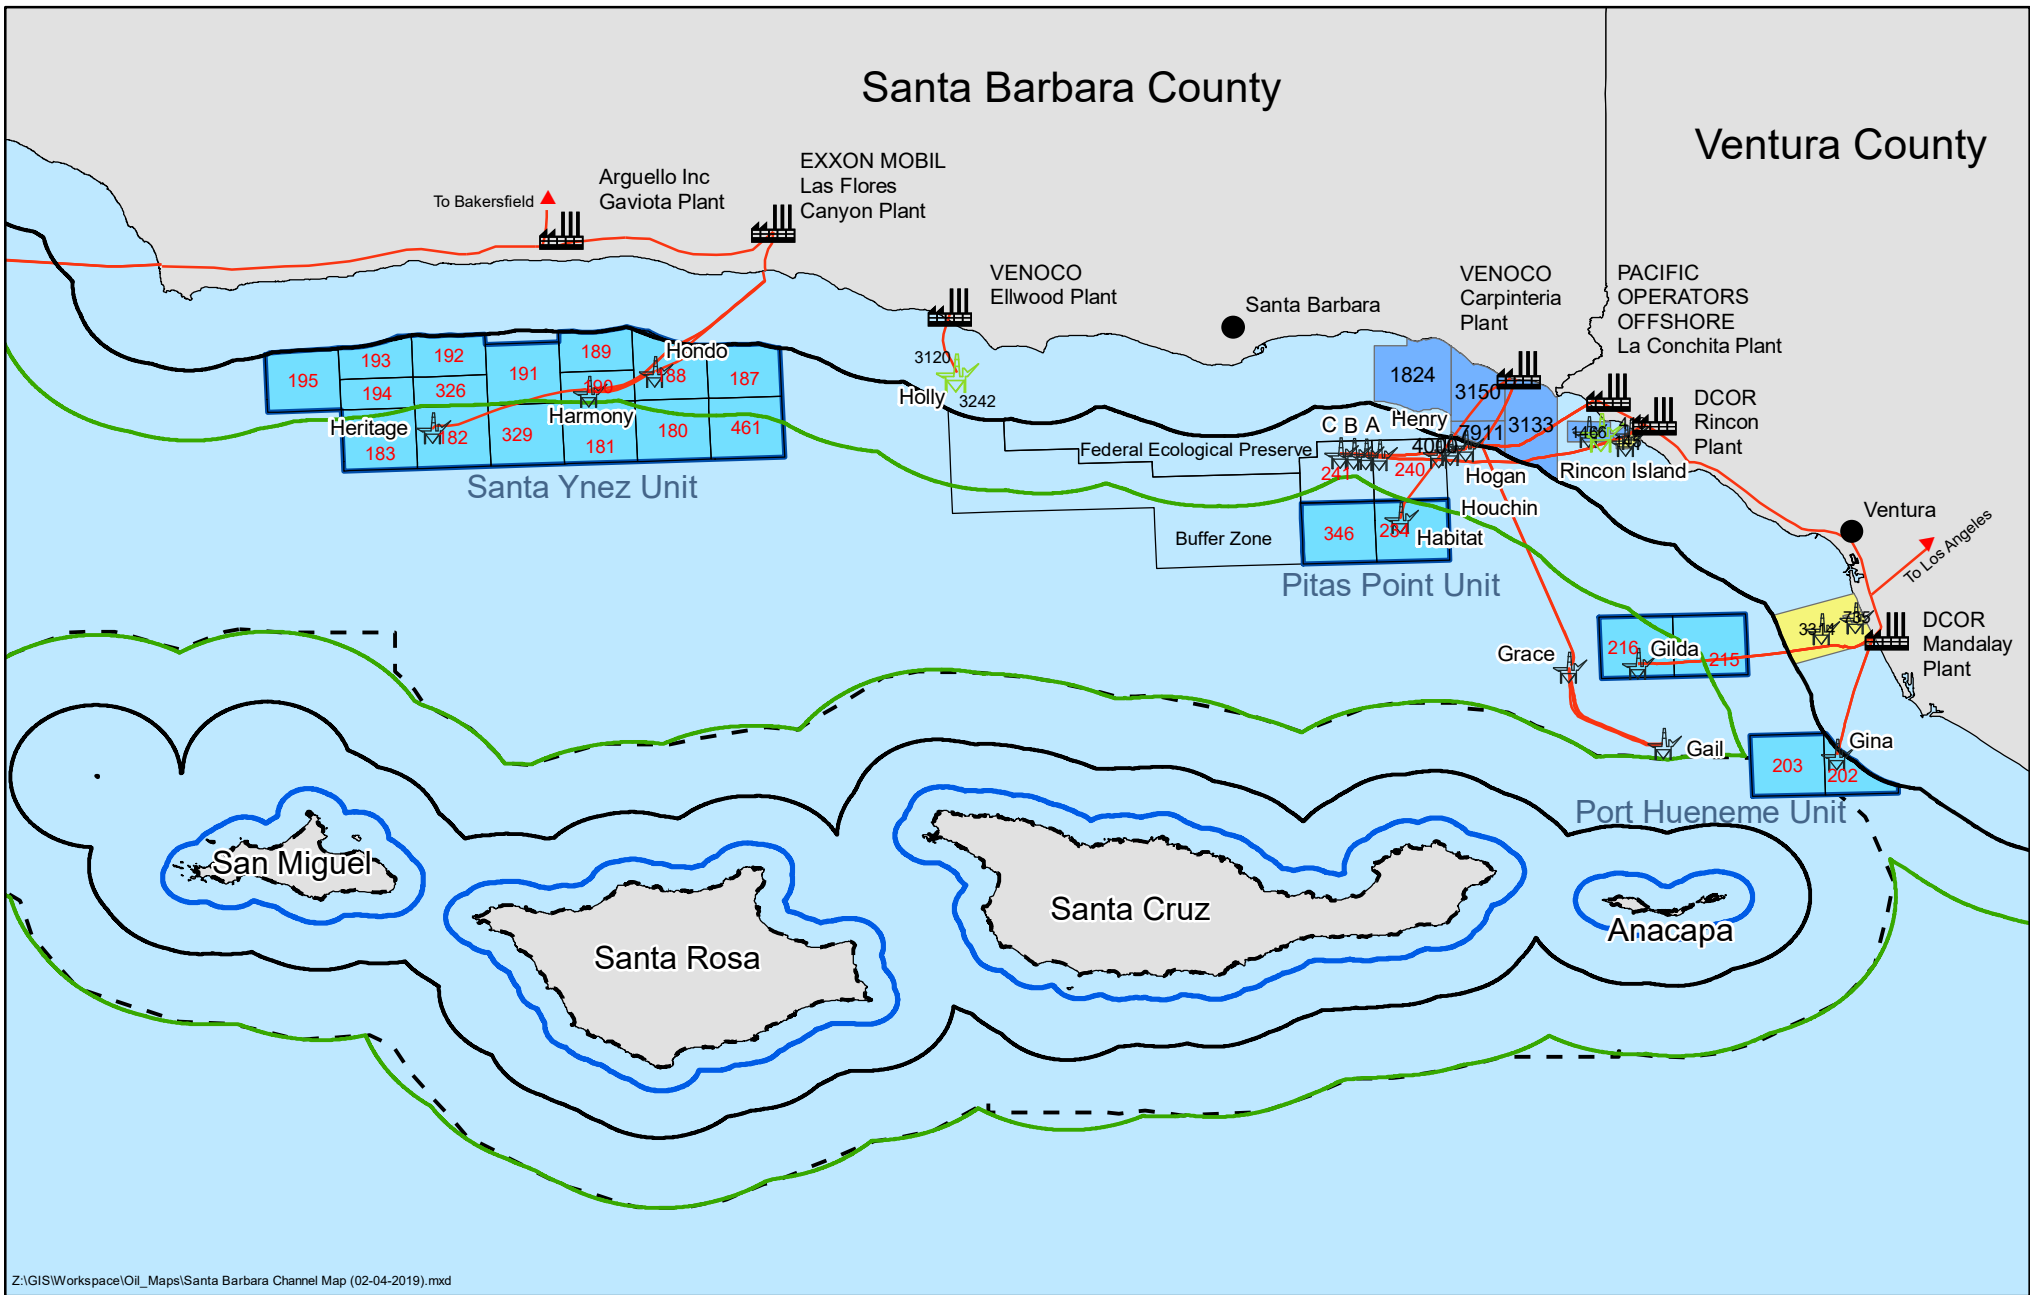 Santa Barbara County
Ventura County
EXXON MOBIL
Las Flores
Canyon Plant
Arguello Inc
Gaviota Plant
To Bakersfield
VENOCO
Ellwood Plant
Santa Barbara
VENOCO
Carpinteria
Plant
PACIFIC
OPERATORS
OFFSHORE
La Conchita Plant
DCOR
Rincon
Plant
195
193
192
194
326
191
189
190
188
187
Hondo
Harmony
Heritage
183
182
329
181
180
461
Santa Ynez Unit
3120
Holly
3242
1824
3150
3133
7911
4000
Henry
C B A
Federal Ecological Preserve
241
240
Hogan
Houchin
Rincon Island
1466
346
234
Habitat
Buffer Zone
Pitas Point Unit
Ventura
To Los Angeles
3314
735
DCOR
Mandalay
Plant
216
Gilda
215
Grace
Gail
Gina
203
202
Port Hueneme Unit
San Miguel
Santa Rosa
Santa Cruz
Anacapa
Z:\GIS\Workspace\Oil_Maps\Santa Barbara Channel Map (02-04-2019).mxd